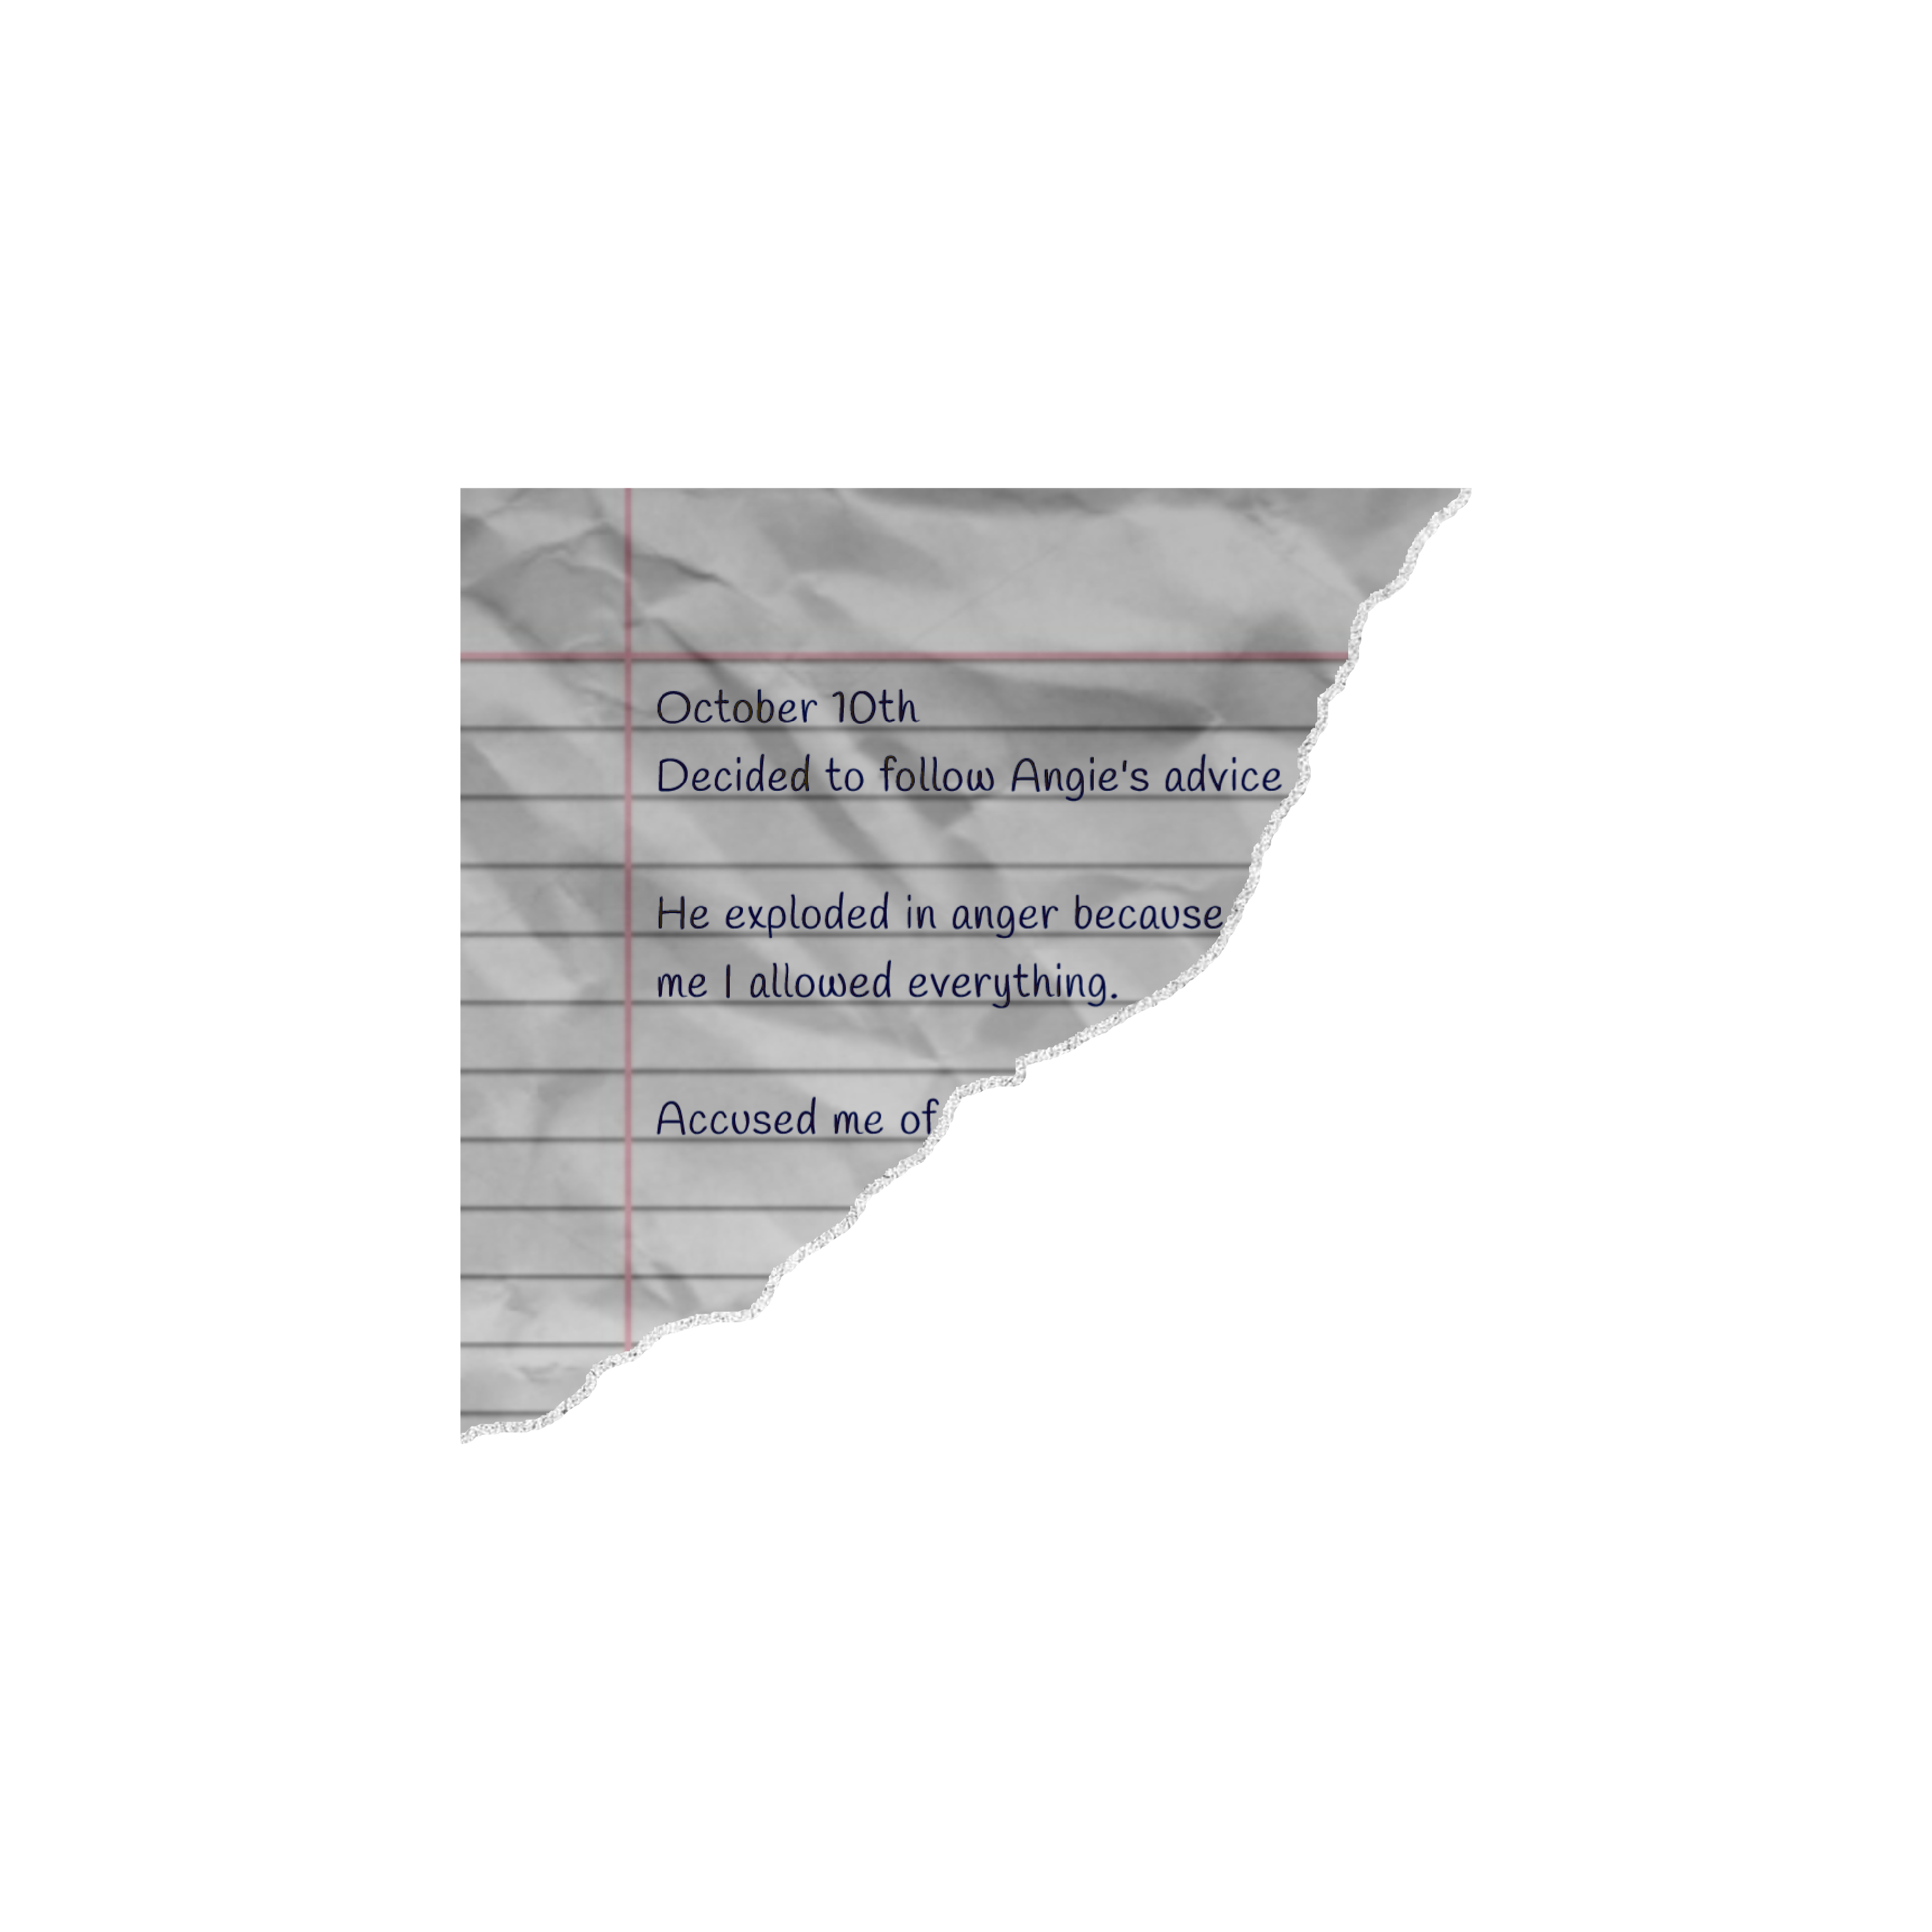 October 10th
Decided to follow Angie's advice
He exploded in anger because
me I allowed everything.
Accused me of